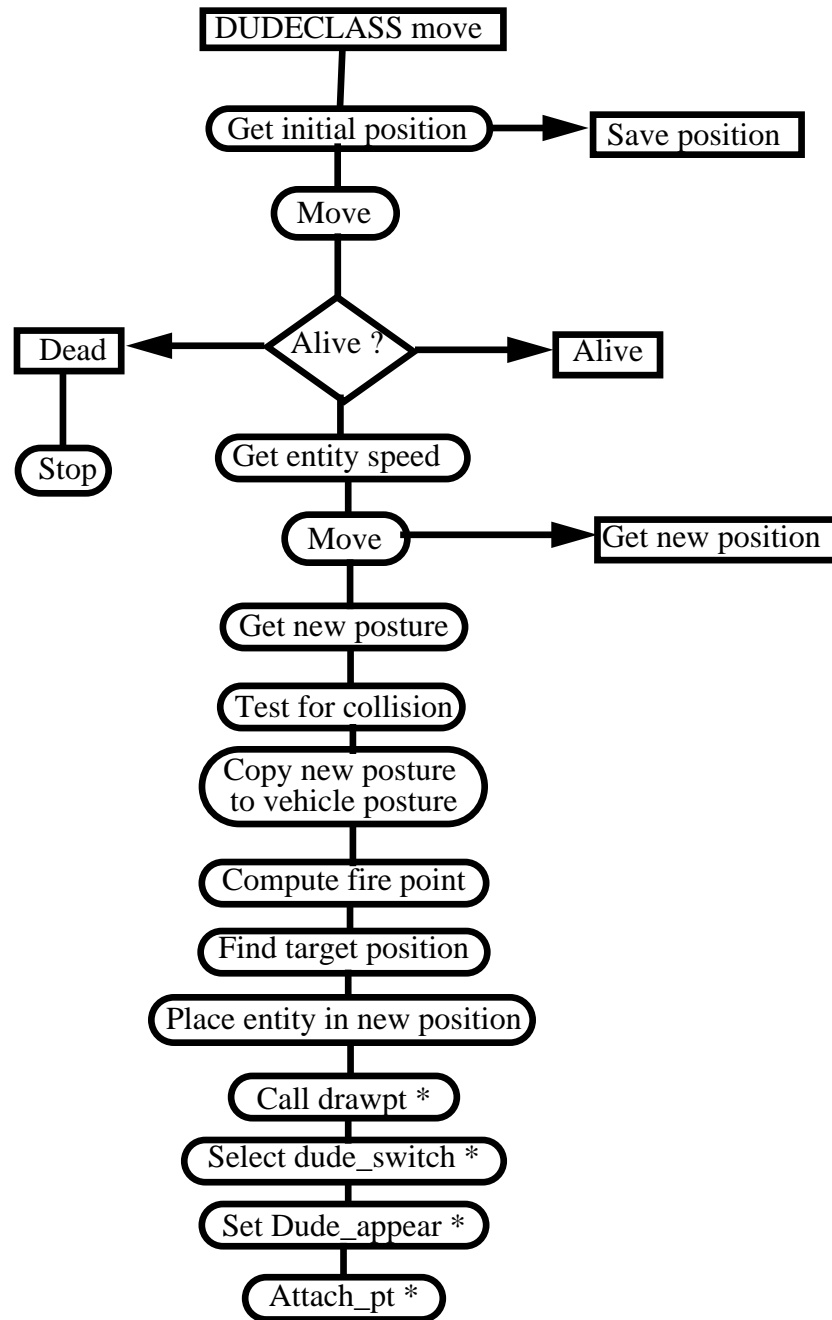 DUDECLASS move
Get initial position
Save position
Move
Alive ?
Dead
Alive
Stop
Get entity speed
Move
Get new position
Get new posture
Test for collision
Copy new posture
to vehicle posture
Compute fire point
Find target position
Place entity in new position
Call drawpt *
Select dude_switch *
Set Dude_appear *
Attach_pt *